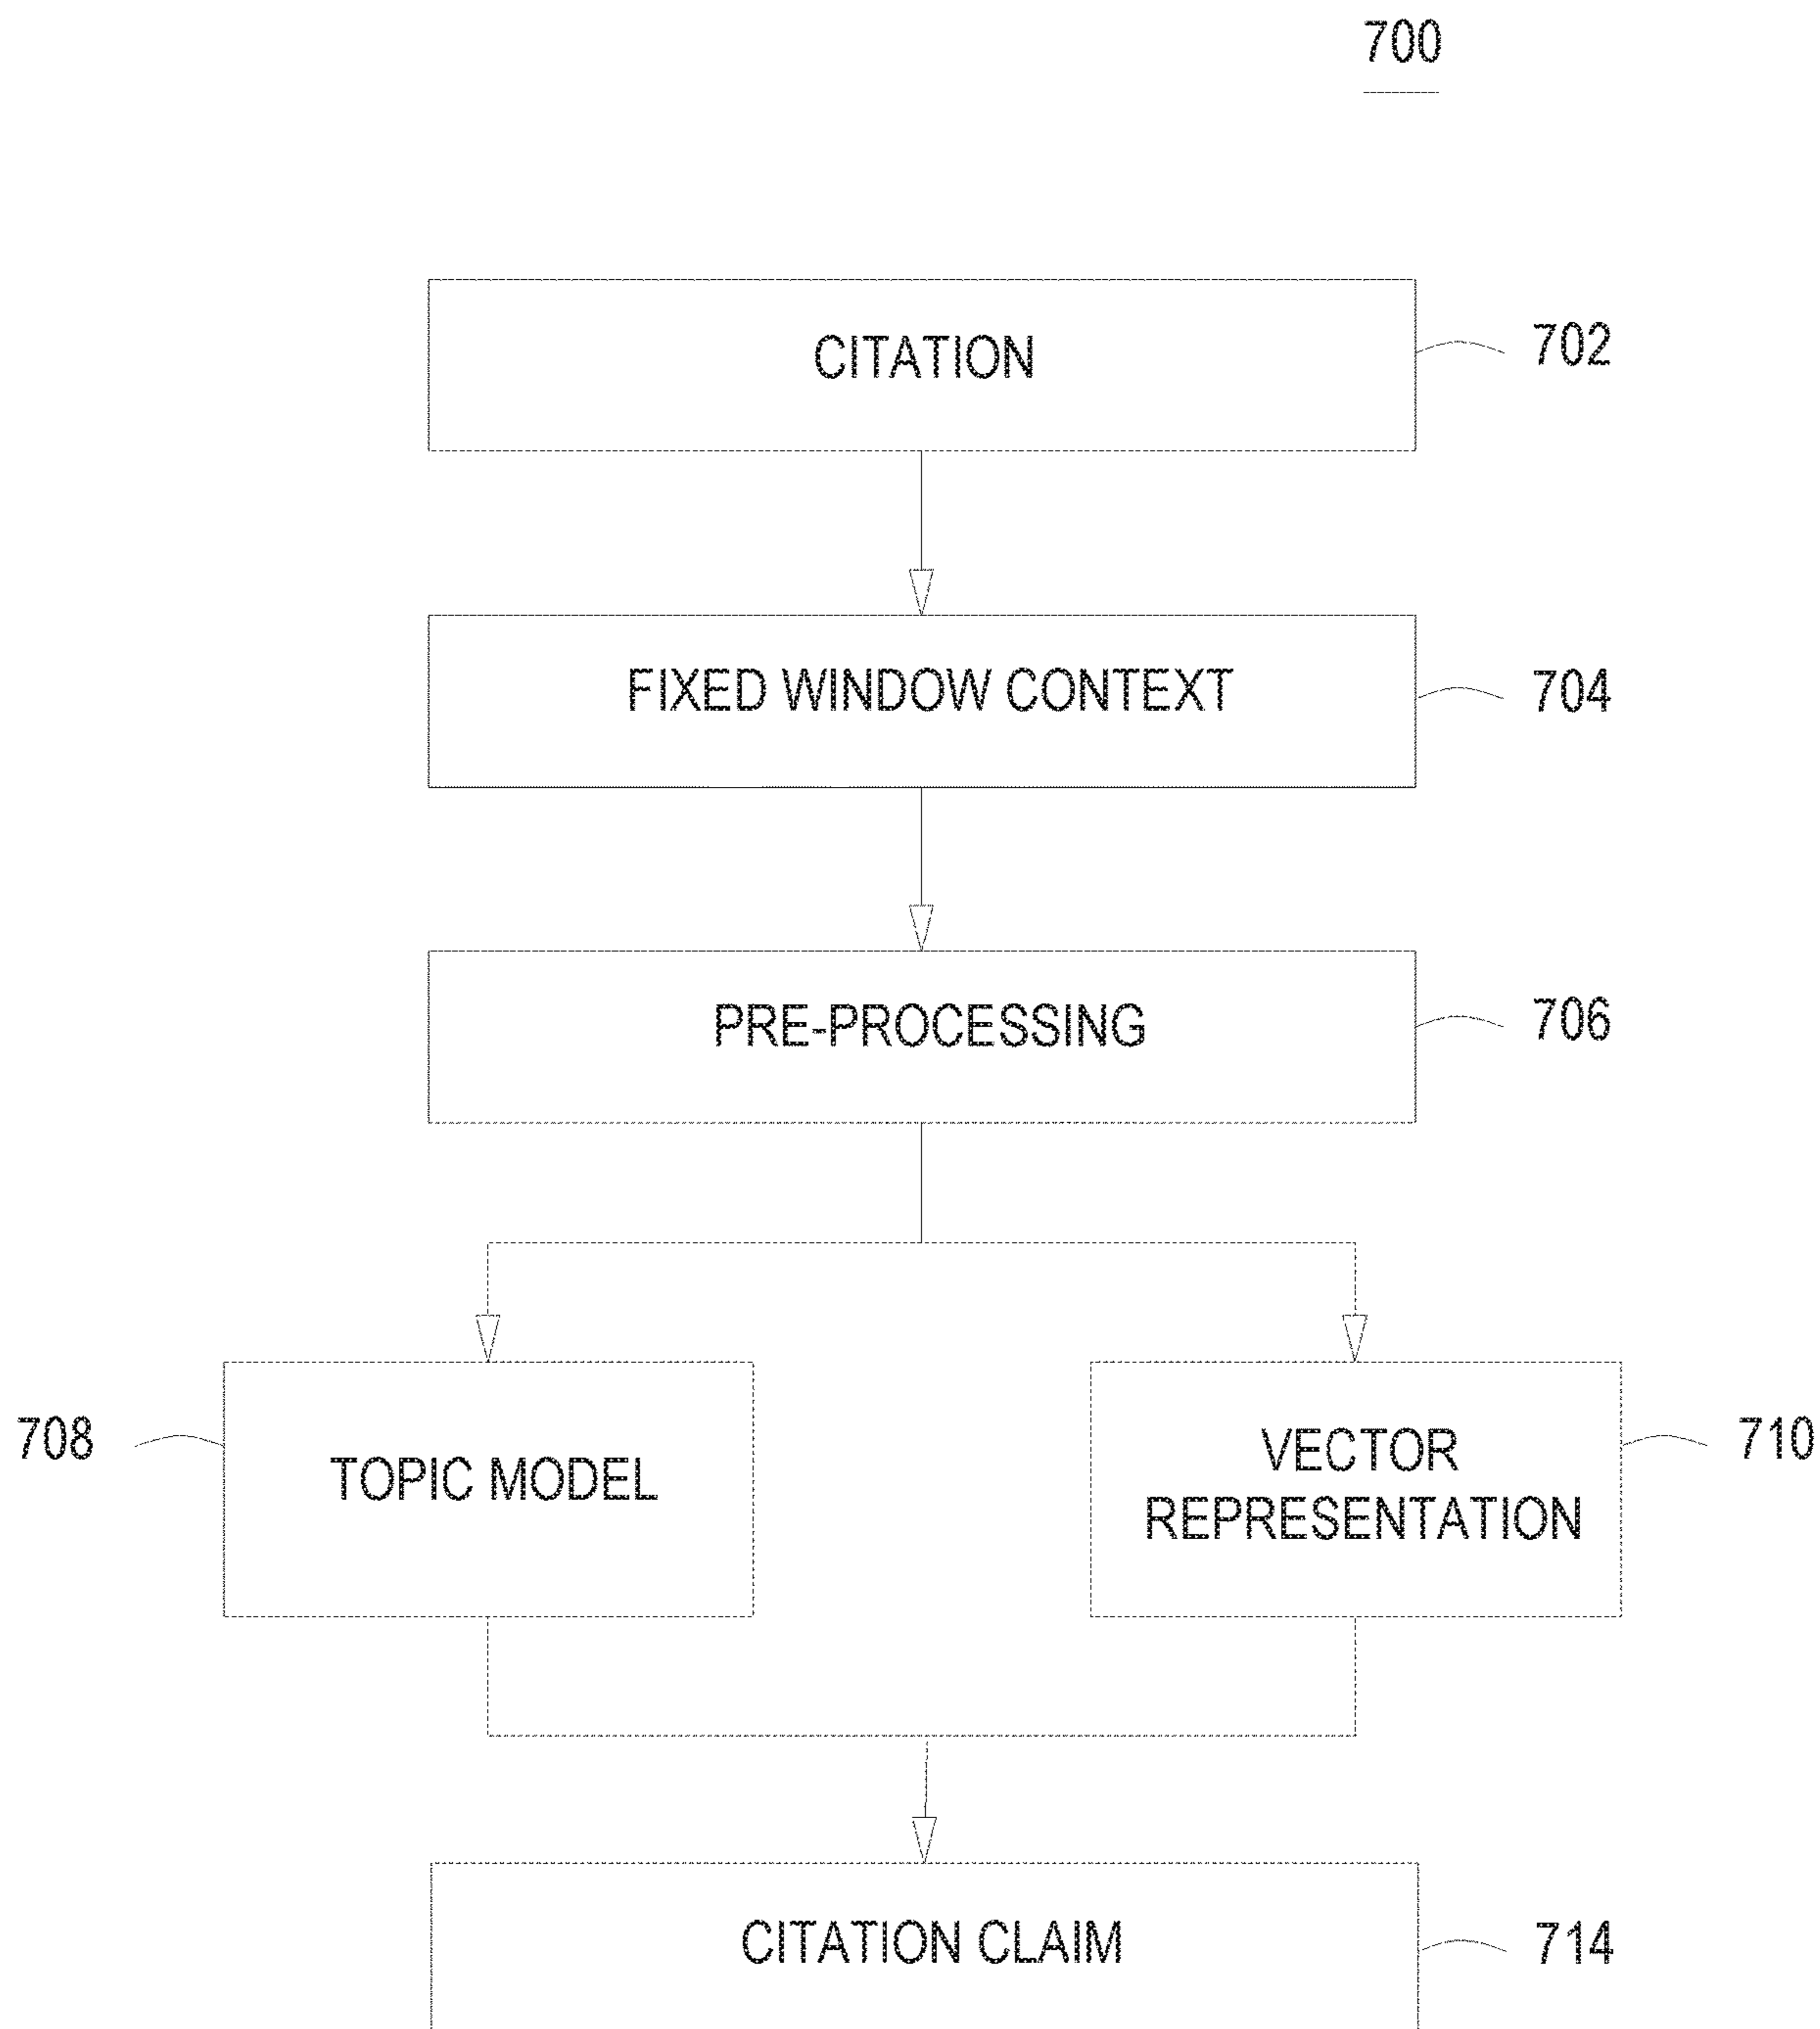 700
CITATION
702
FIXED WINDOW CONTEXT
704
PRE-PROCESSING
706
708
TOPIC MODEL
VECTOR
REPRESENTATION
710
CITATION CLAIM
714